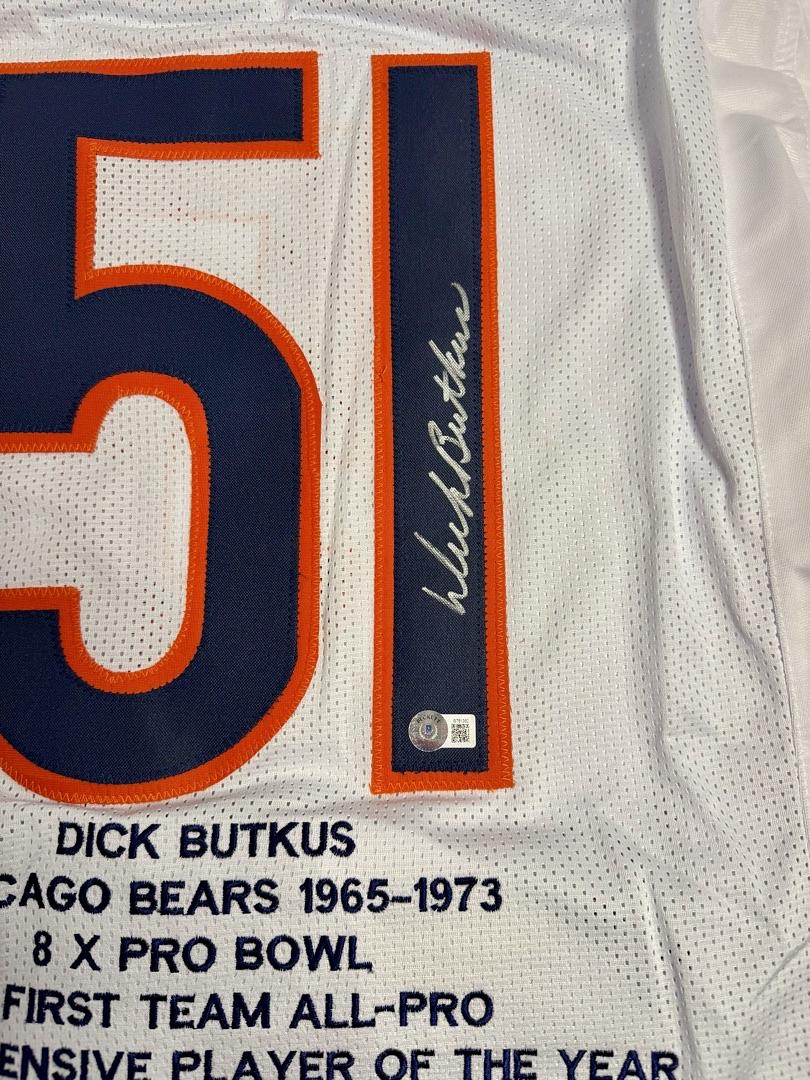 51
Dick Butkus
BECKETT
DICK BUTKUS
CAGO BEARS 1965-1973
8 X PRO BOWL
FIRST TEAM ALL-PRO
ENSIVE PLAYER OF THE YEAR